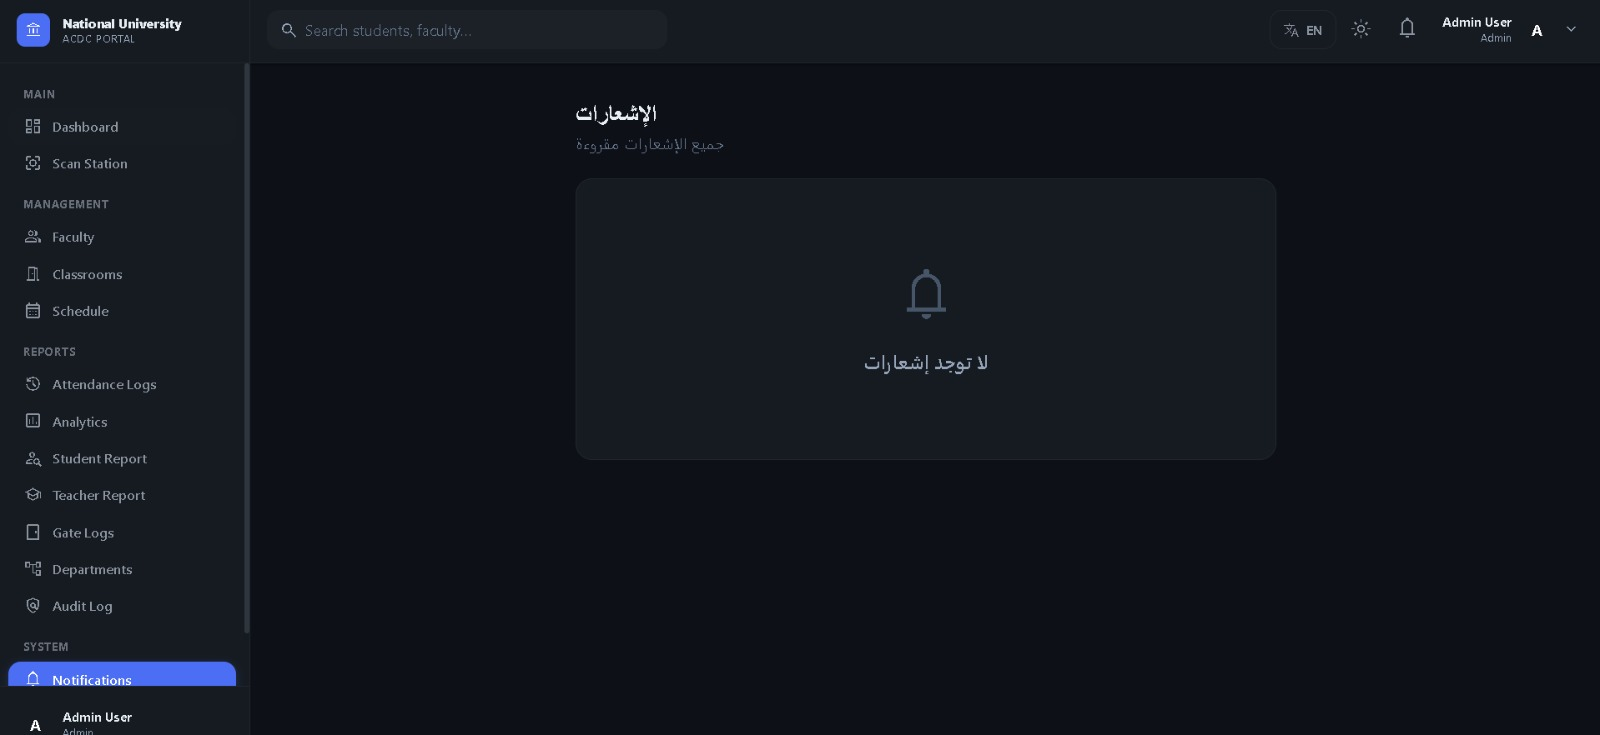 National University
ACDC PORTAL
Search students, faculty...
EN
Admin User
Admin
A
MAIN
Dashboard
Scan Station
MANAGEMENT
Faculty
Classrooms
Schedule
REPORTS
Attendance Logs
Analytics
Student Report
Teacher Report
Gate Logs
Departments
Audit Log
SYSTEM
Notifications
A
Admin User
Admin
الإشعارات
جميع الإشعارات مقروءة
لا توجد إشعارات